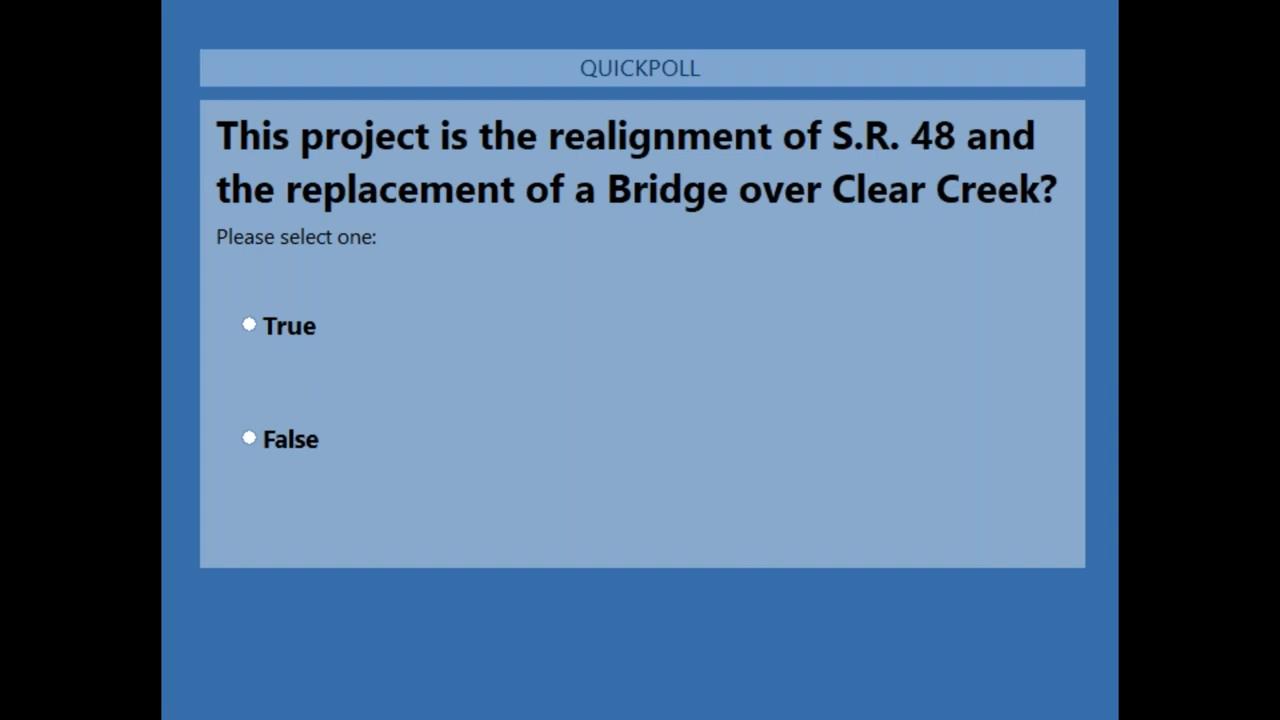 QUICKPOLL
This project is the realignment of S.R. 48 and
the replacement of a Bridge over Clear Creek?
Please select one:
True
False